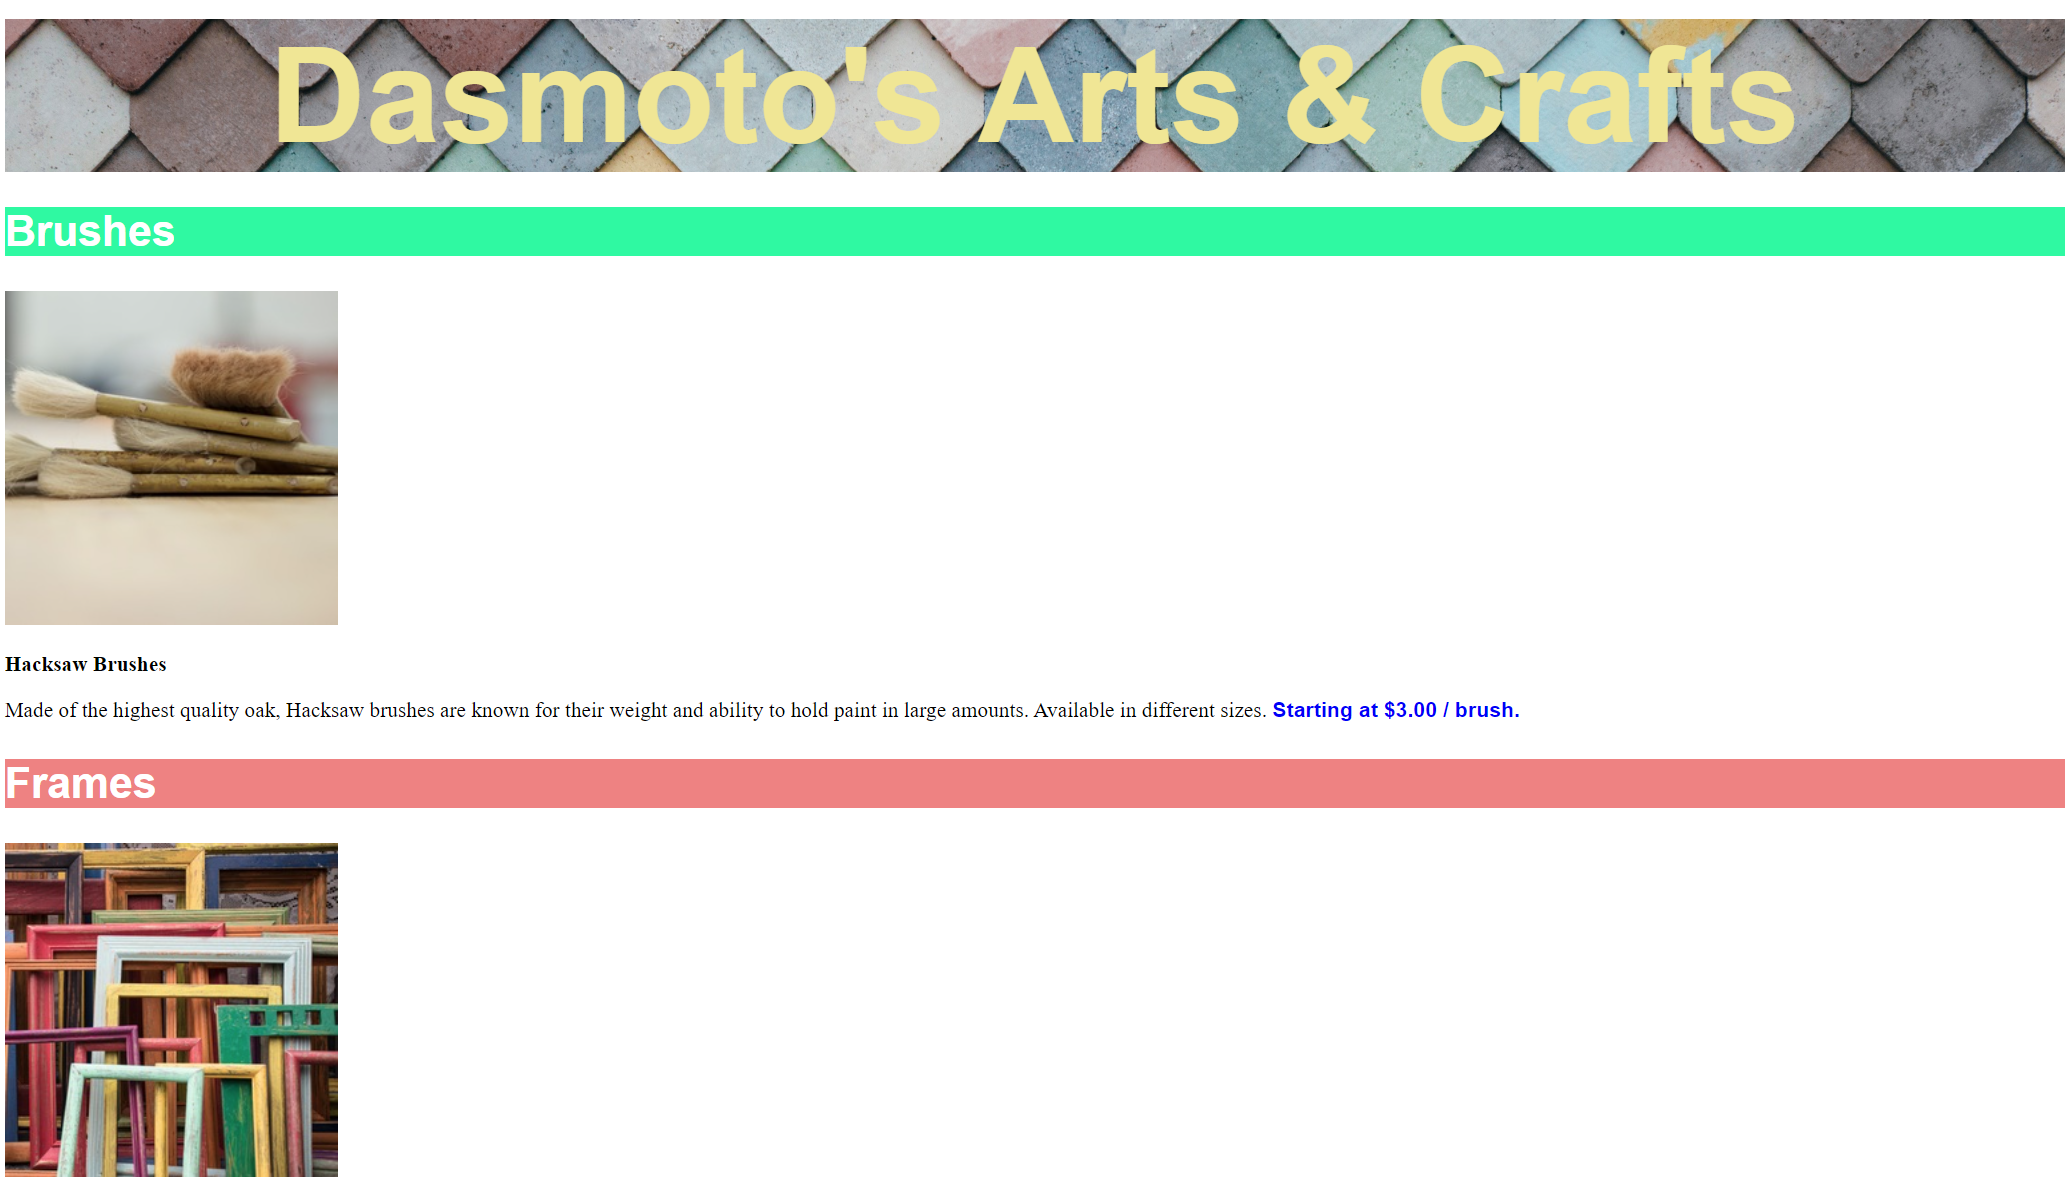 Dasmoto's Arts & Crafts
Brushes
Hacksaw Brushes
Made of the highest quality oak, Hacksaw brushes are known for their weight and ability to hold paint in large amounts. Available in different sizes. Starting at $3.00 / brush.
Frames